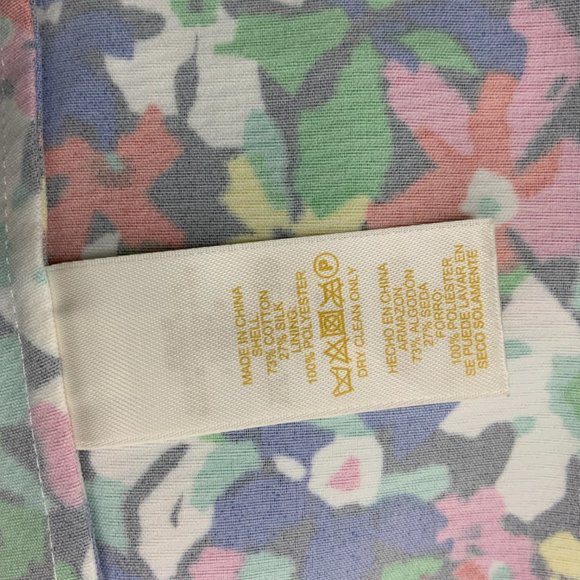 MADE IN CHINA
SHELL:
73% COTTON
27% SILK
LINING:
100% POLYESTER
P
DRY CLEAN ONLY
HECHO EN CHINA
ARMAZON,
73% ALGODON
27% SEDA
FORRO:
100% POLIESTER
SE PUEDE LAVAR EN
SECO SOLAMENTE